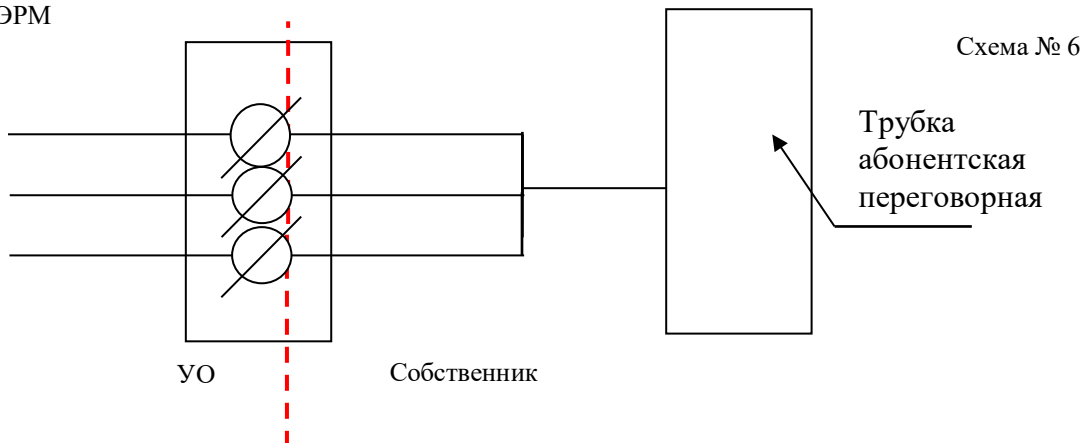 ЭРМ
Схема № 6
Трубка
абонентская
переговорная
УО
Собственник